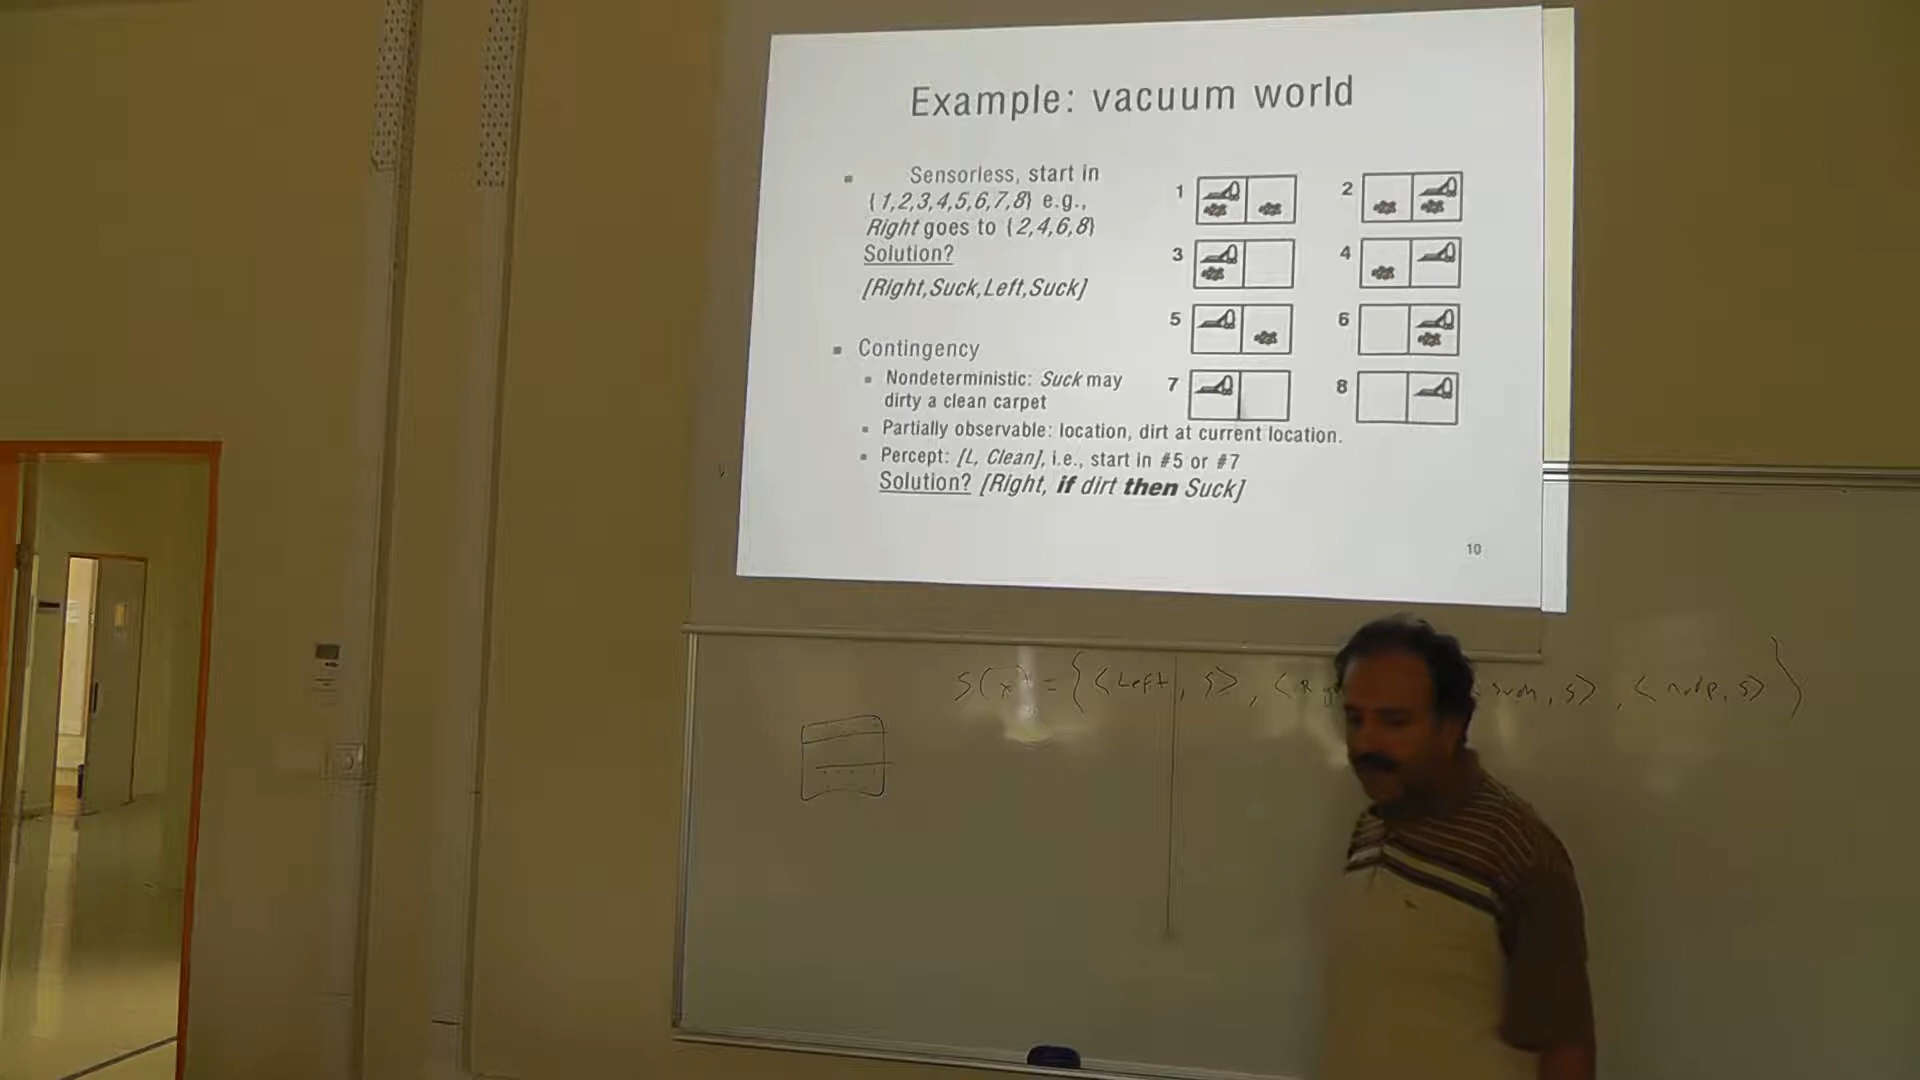 Example: vacuum world
▪ Sensorless, start in
{1,2,3,4,5,6,7,8} e.g.,
Right goes to {2,4,6,8}
Solution?
[Right,Suck,Left,Suck]
▪ Contingency
▪ Nondeterministic: Suck may
dirty a clean carpet
▪ Partially observable: location, dirt at current location.
▪ Percept: [L, Clean], i.e., start in #5 or #7
Solution? [Right, if dirt then Suck]
1 2
3 4
5 6
7 8
10
S(x) = {<Left, S>, < , S>, < , S>}